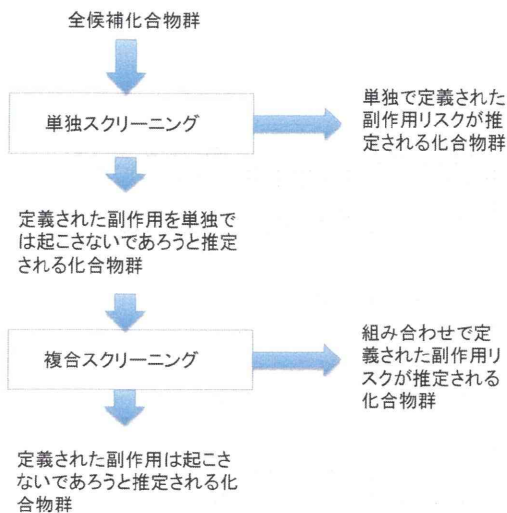 全候補化合物群
単独スクリーニング
単独で定義された
副作用リスクが推
定される化合物群
定義された副作用を単独で
は起こさないであろうと推定
される化合物群
複合スクリーニング
組み合わせで定
義された副作用リ
スクが推定される
化合物群
定義された副作用は起こさ
ないであろうと推定される化
合物群